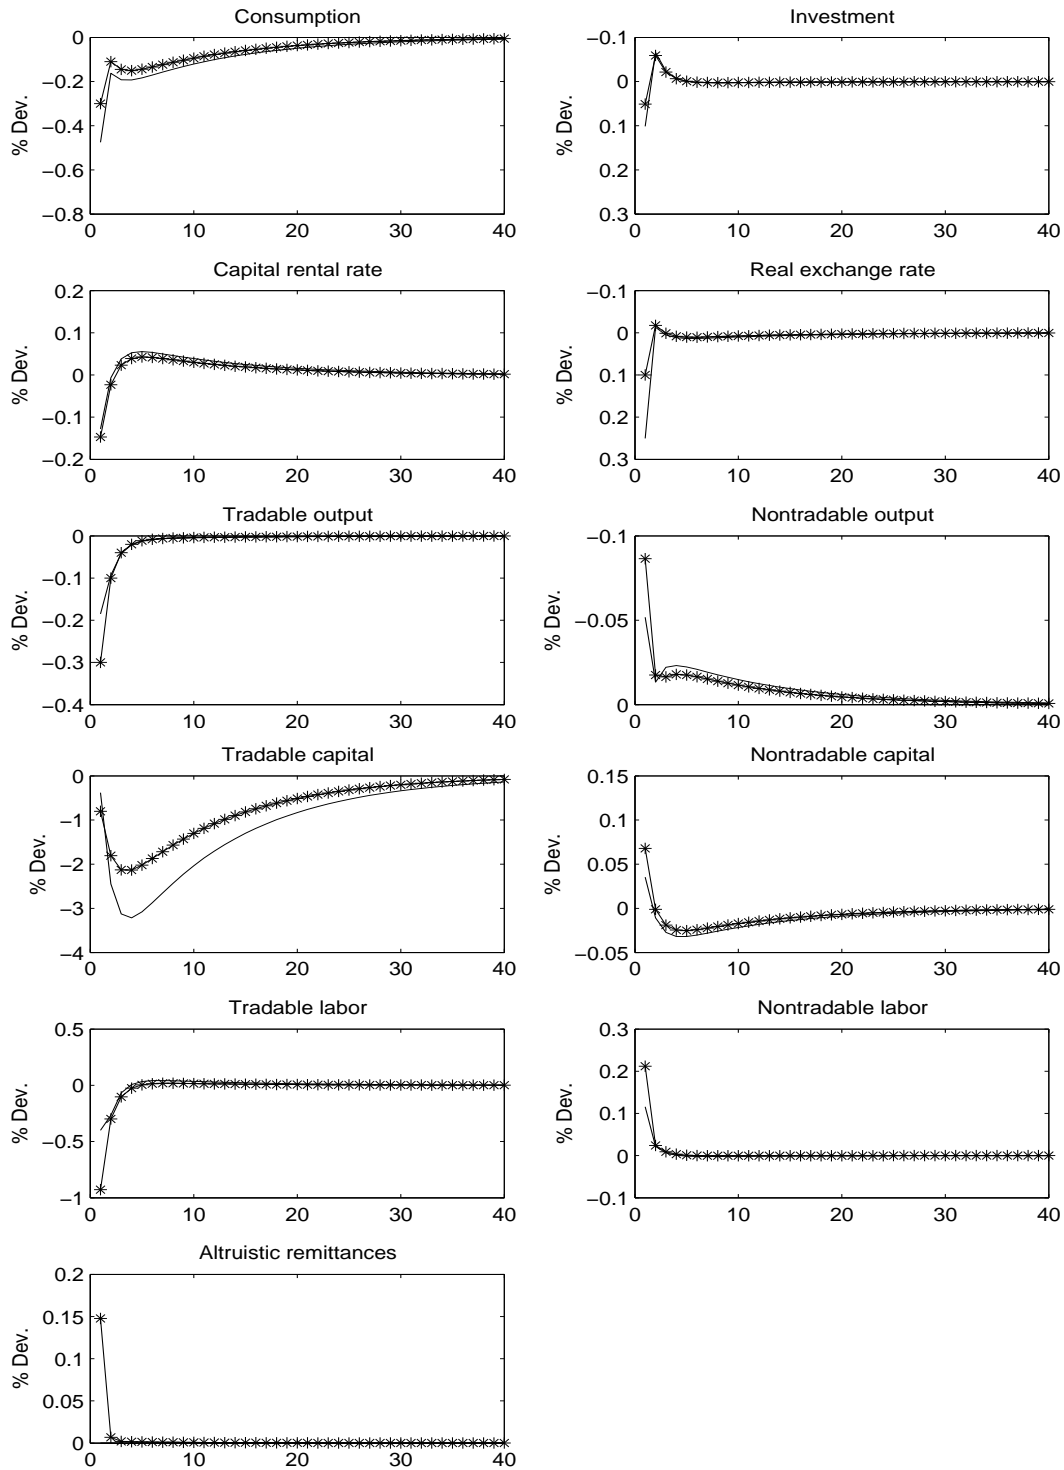 Consumption
% Dev.
0
−0.2
−0.4
−0.6
−0.8
0 10 20 30 40
Investment
% Dev.
−0.1
0
0.1
0.2
0.3
0 10 20 30 40
Capital rental rate
% Dev.
0.2
0.1
0
−0.1
−0.2
0 10 20 30 40
Real exchange rate
% Dev.
−0.1
0
0.1
0.2
0.3
0 10 20 30 40
Tradable output
% Dev.
0
−0.1
−0.2
−0.3
−0.4
0 10 20 30 40
Nontradable output
% Dev.
−0.1
−0.05
0
0 10 20 30 40
Tradable capital
% Dev.
0
−1
−2
−3
−4
0 10 20 30 40
Nontradable capital
% Dev.
0.15
0.1
0.05
0
−0.05
0 10 20 30 40
Tradable labor
% Dev.
0.5
0
−0.5
−1
0 10 20 30 40
Nontradable labor
% Dev.
0.3
0.2
0.1
0
−0.1
0 10 20 30 40
Altruistic remittances
% Dev.
0.2
0.15
0.1
0.05
0
0 10 20 30 40